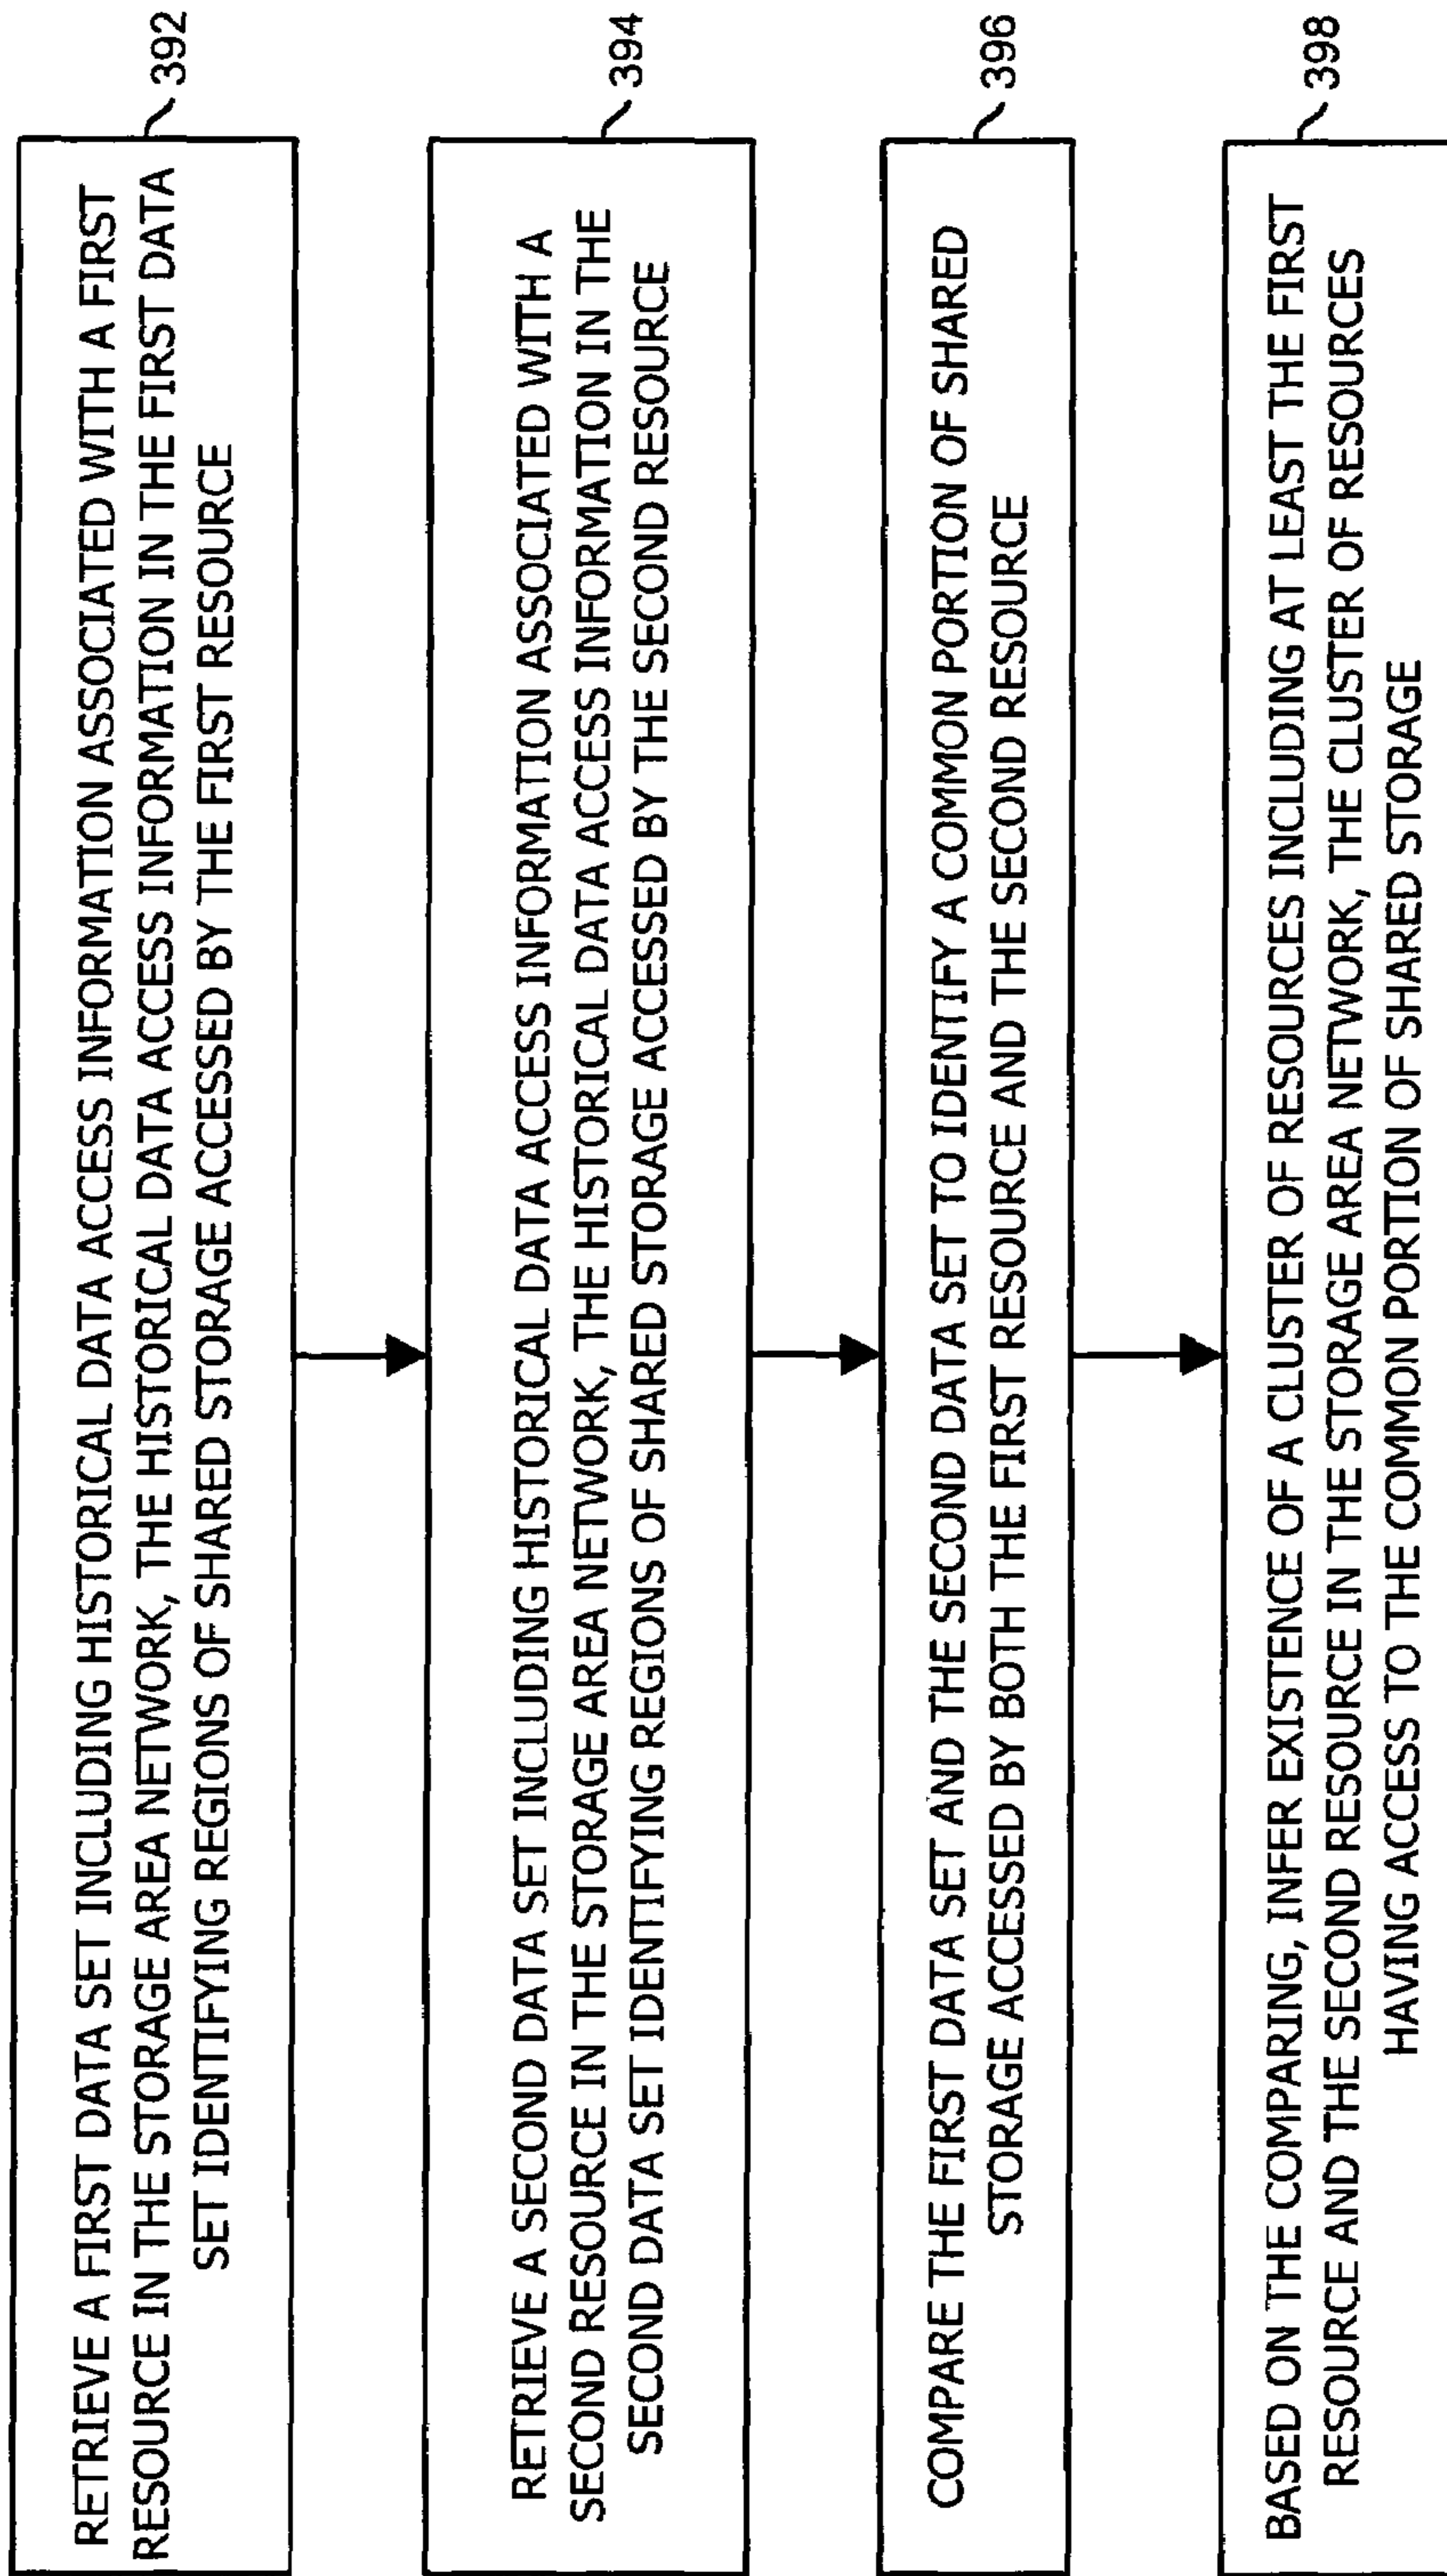 RETRIEVE A FIRST DATA SET INCLUDING HISTORICAL DATA ACCESS INFORMATION ASSOCIATED WITH A FIRST
RESOURCE IN THE STORAGE AREA NETWORK, THE HISTORICAL DATA ACCESS INFORMATION IN THE FIRST DATA
SET IDENTIFYING REGIONS OF SHARED STORAGE ACCESSED BY THE FIRST RESOURCE
392
RETRIEVE A SECOND DATA SET INCLUDING HISTORICAL DATA ACCESS INFORMATION ASSOCIATED WITH A
SECOND RESOURCE IN THE STORAGE AREA NETWORK, THE HISTORICAL DATA ACCESS INFORMATION IN THE
SECOND DATA SET IDENTIFYING REGIONS OF SHARED STORAGE ACCESSED BY THE SECOND RESOURCE
394
COMPARE THE FIRST DATA SET AND THE SECOND DATA SET TO IDENTIFY A COMMON PORTION OF SHARED
STORAGE ACCESSED BY BOTH THE FIRST RESOURCE AND THE SECOND RESOURCE
396
BASED ON THE COMPARING, INFER EXISTENCE OF A CLUSTER OF RESOURCES INCLUDING AT LEAST THE FIRST
RESOURCE AND THE SECOND RESOURCE IN THE STORAGE AREA NETWORK, THE CLUSTER OF RESOURCES
HAVING ACCESS TO THE COMMON PORTION OF SHARED STORAGE
398